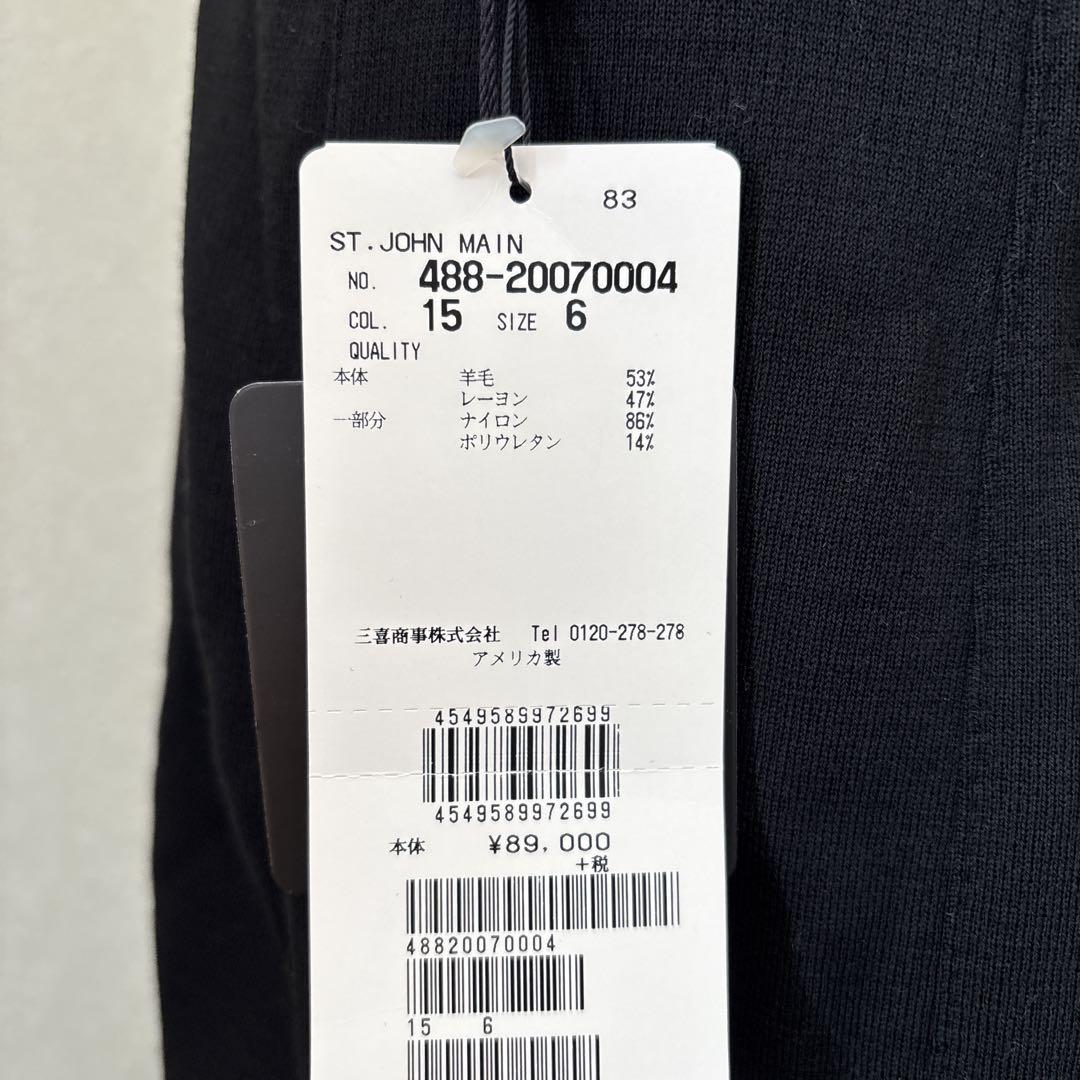 83
ST.JOHN MAIN
NO. 488-20070004
COL. 15 SIZE 6
QUALITY
本体 羊毛 53%
レーヨン 47%
一部分 ナイロン 86%
ポリウレタン 14%
三喜商事株式会社 Tel 0120-278-278
アメリカ製
4549589972699
4549589972699
本体 ¥89,000
+税
48820070004
15 6